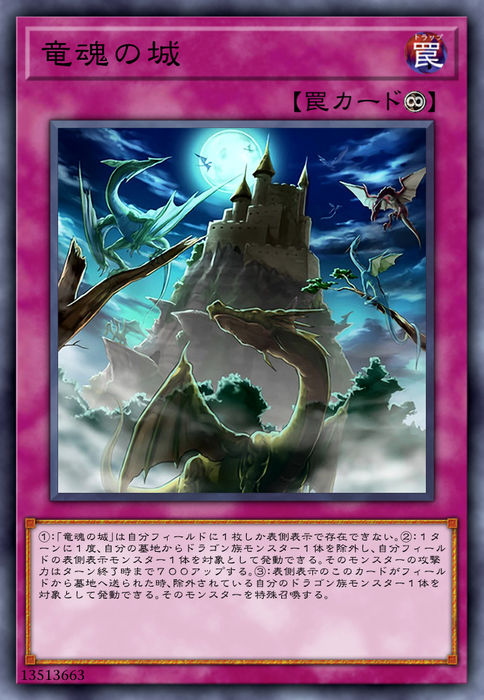 竜魂の城
トラップ
罠
【罠カード♾】
①:「竜魂の城」は自分フィールドに1枚しか表側表示で存在できない。②:1タ
ーンに1度、自分の墓地からドラゴン族モンスター1体を除外し、自分フィールド
の表側表示モンスター1体を対象として発動できる。そのモンスターの攻撃
力はターン終了時まで700アップする。③:表側表示のこのカードがフィール
ドから墓地へ送られた時、除外されている自分のドラゴン族モンスター1体を
対象として発動できる。そのモンスターを特殊召喚する。
13513663